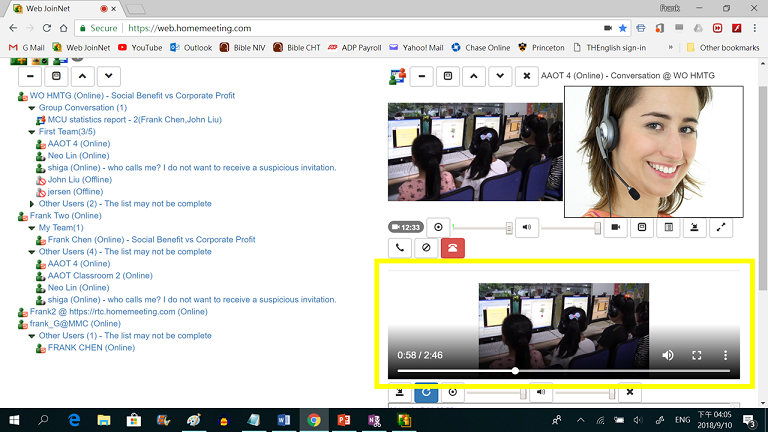 Web JoinNet
Frank
Secure
https://web.homemeeting.com
G Mail
Web JoinNet
YouTube
Outlook
Bible NIV
Bible CHT
ADP Payroll
Yahoo! Mail
Chase Online
Princeton
THEnglish sign-in
»
Other bookmarks
AAOT 4 (Online) - Conversation @ WO HMTG
WO HMTG (Online) - Social Benefit vs Corporate Profit
Group Conversation (1)
MCU statistics report - 2(Frank Chen,John Liu)
First Team(3/5)
AAOT 4 (Online)
Neo Lin (Online)
shiga (Online) - who calls me? I do not want to receive a suspicious invitation.
John Liu (Offline)
jersen (Offline)
Other Users (2) - The list may not be complete
Frank Two (Online)
My Team(1)
Frank Chen (Online) - Social Benefit vs Corporate Profit
Other Users (4) - The list may not be complete
AAOT 4 (Online)
AAOT Classroom 2 (Online)
Neo Lin (Online)
shiga (Online) - who calls me? I do not want to receive a suspicious invitation.
Frank2 @ https://rtc.homemeeting.com (Online)
frank_G@MMC (Online)
Other Users (1) - The list may not be complete
FRANK CHEN (Online)
12:33
0:58 / 2:46
ENG
下午 04:05
2018/9/10
3